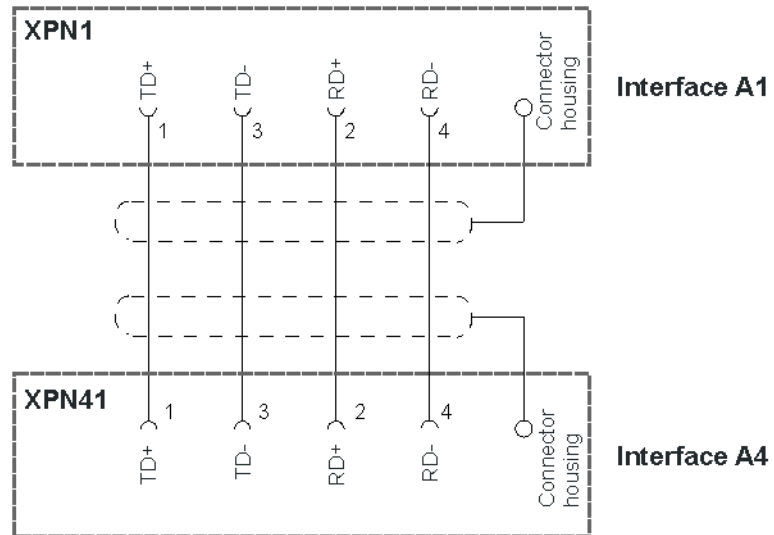 XPN1
TD+ TD- RD+ RD- Connector housing
1 3 2 4
Interface A1
XPN41
1 3 2 4
TD+ TD- RD+ RD- Connector housing
Interface A4